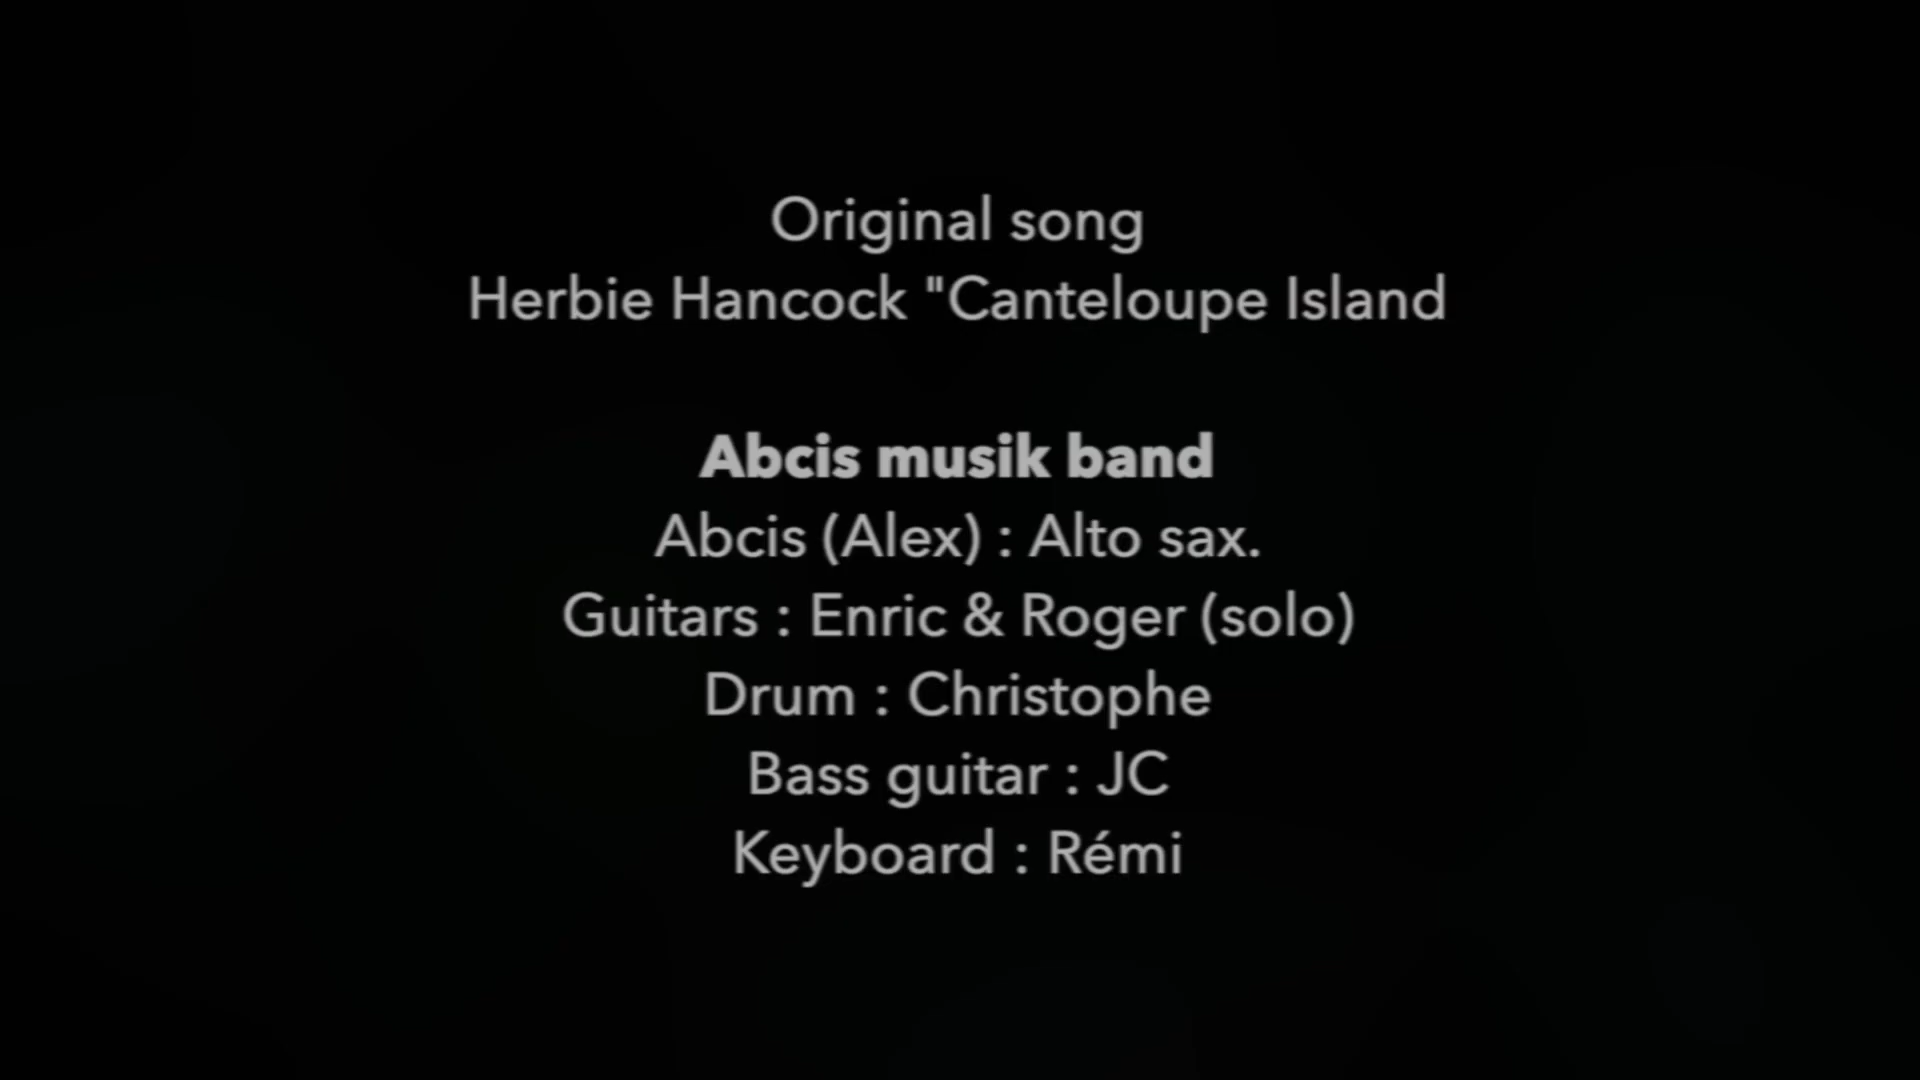 Original song
Herbie Hancock "Canteloupe Island
Abcis musik band
Abcis (Alex) : Alto sax.
Guitars : Enric & Roger (solo)
Drum : Christophe
Bass guitar : JC
Keyboard : Rémi